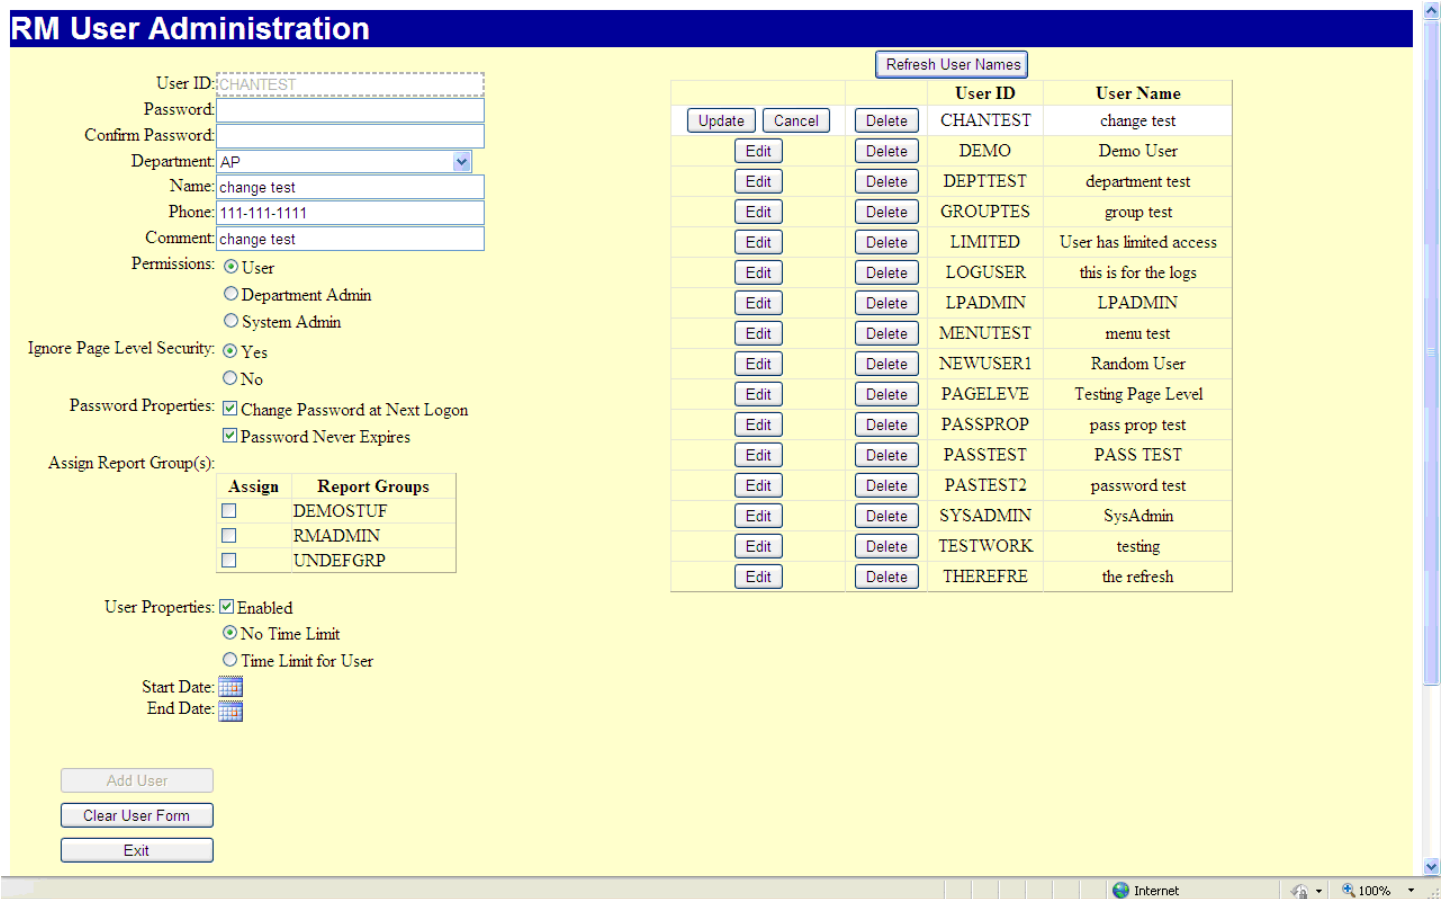 RM User Administration
User ID: CHANTEST
Password:
Confirm Password:
Department: AP
Name: change test
Phone: 111-111-1111
Comment: change test
Permissions: User
Department Admin
System Admin
Ignore Page Level Security: Yes
No
Password Properties: Change Password at Next Logon
Password Never Expires
Assign Report Group(s):
Assign Report Groups
DEMOSTUF
RMADMIN
UNDEFGRP
User Properties: Enabled
No Time Limit
Time Limit for User
Start Date:
End Date:
Add User
Clear User Form
Exit
Refresh User Names
User ID User Name
Update Cancel Delete CHANTEST change test
Edit Delete DEMO Demo User
Edit Delete DEPTTEST department test
Edit Delete GROUPTES group test
Edit Delete LIMITED User has limited access
Edit Delete LOGUSER this is for the logs
Edit Delete LPADMIN LPADMIN
Edit Delete MENUTEST menu test
Edit Delete NEWUSER1 Random User
Edit Delete PAGELEVE Testing Page Level
Edit Delete PASSPROP pass prop test
Edit Delete PASSTEST PASS TEST
Edit Delete PASTEST2 password test
Edit Delete SYSADMIN SysAdmin
Edit Delete TESTWORK testing
Edit Delete THEREFRE the refresh
Internet 100%